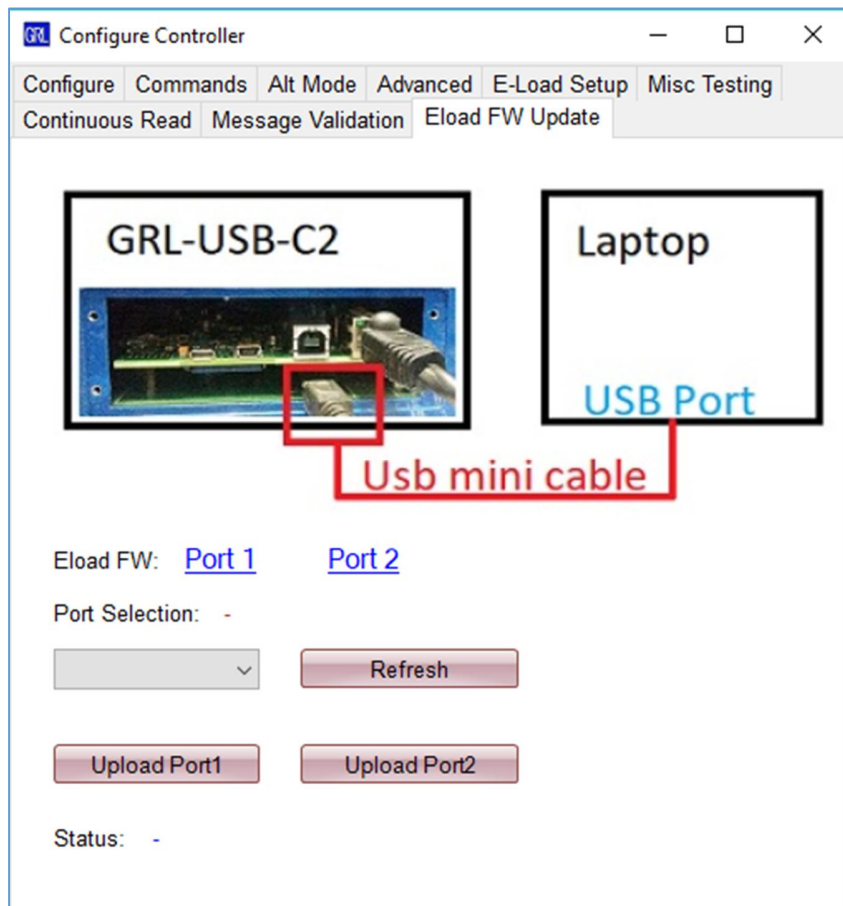 GRL Configure Controller
Configure Commands Alt Mode Advanced E-Load Setup Misc Testing
Continuous Read Message Validation Eload FW Update
GRL-USB-C2 Laptop
USB Port
Usb mini cable
Eload FW: Port 1 Port 2
Port Selection: -
Refresh
Upload Port1 Upload Port2
Status: -